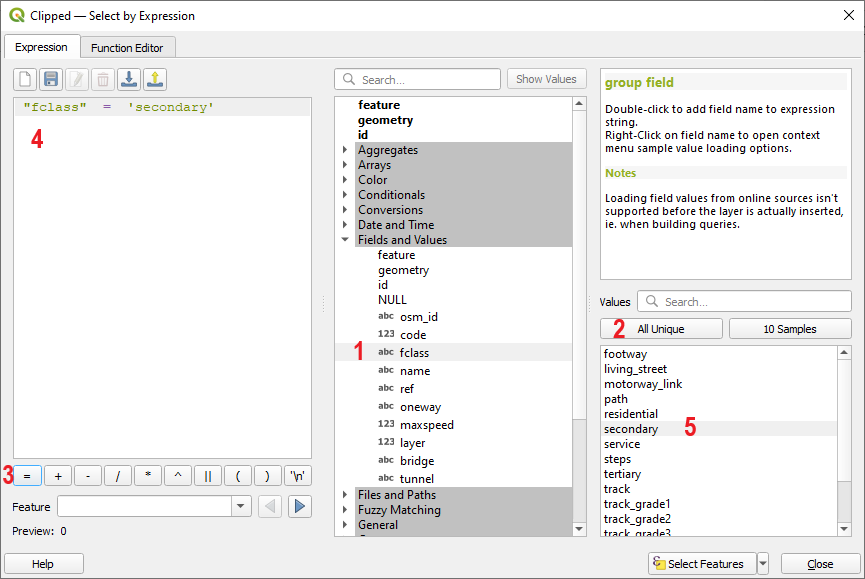 Clipped — Select by Expression
Expression
Function Editor
"fclass" = 'secondary'
4
3
= + - / * ^ || ( ) '\n'
Feature
Preview: 0
Help
Search...
Show Values
feature
geometry
id
Aggregates
Arrays
Color
Conditionals
Conversions
Date and Time
Fields and Values
feature
geometry
id
NULL
abc osm_id
123 code
1 abc fclass
abc name
abc ref
abc oneway
123 maxspeed
123 layer
abc bridge
abc tunnel
Files and Paths
Fuzzy Matching
General
group field
Double-click to add field name to expression
string.
Right-Click on field name to open context
menu sample value loading options.
Notes
Loading field values from online sources isn't
supported before the layer is actually inserted,
ie. when building queries.
Values
Search...
2 All Unique
10 Samples
footway
living_street
motorway_link
path
residential
secondary 5
service
steps
tertiary
track
track_grade1
track_grade2
track_grade3
Select Features
Close